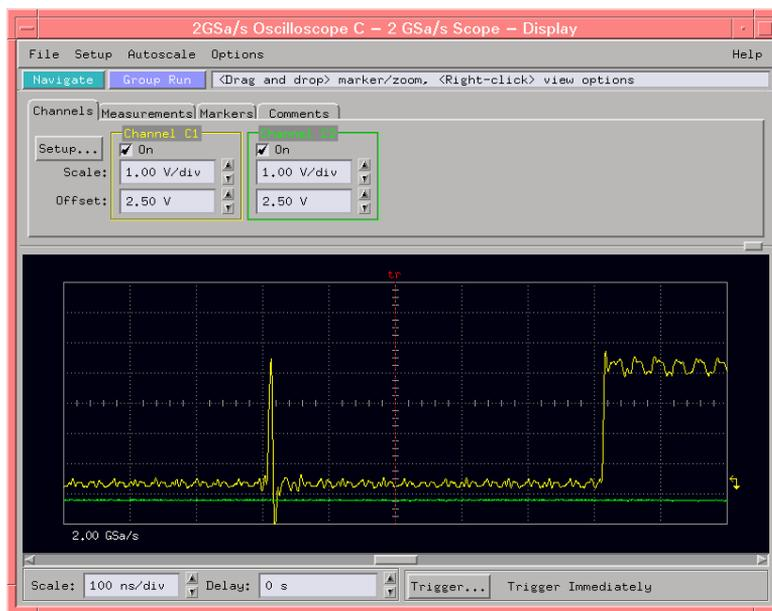 2GSa/s Oscilloscope C – 2 GSa/s Scope – Display
File Setup Autoscale Options Help
Navigate Group Run <Drag and drop> marker/zoom, <Right-click> view options
Channels Measurements Markers Comments
Channel C1 Channel C2
Setup... On On
Scale: 1.00 V/div 1.00 V/div
Offset: 2.50 V 2.50 V
tr
2.00 GSa/s
Scale: 100 ns/div Delay: 0 s Trigger... Trigger Immediately